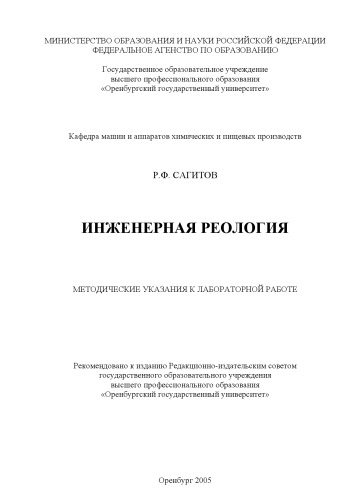 МИНИСТЕРСТВО ОБРАЗОВАНИЯ И НАУКИ РОССИЙСКОЙ ФЕДЕРАЦИИ
ФЕДЕРАЛЬНОЕ АГЕНСТВО ПО ОБРАЗОВАНИЮ
Государственное образовательное учреждение
высшего профессионального образования
«Оренбургский государственный университет»
Кафедра машин и аппаратов химических и пищевых производств
Р.Ф. САГИТОВ
ИНЖЕНЕРНАЯ РЕОЛОГИЯ
МЕТОДИЧЕСКИЕ УКАЗАНИЯ К ЛАБОРАТОРНОЙ РАБОТЕ
Рекомендовано к изданию Редакционно-издательским советом
государственного образовательного учреждения
высшего профессионального образования
«Оренбургский государственный университет»
Оренбург 2005